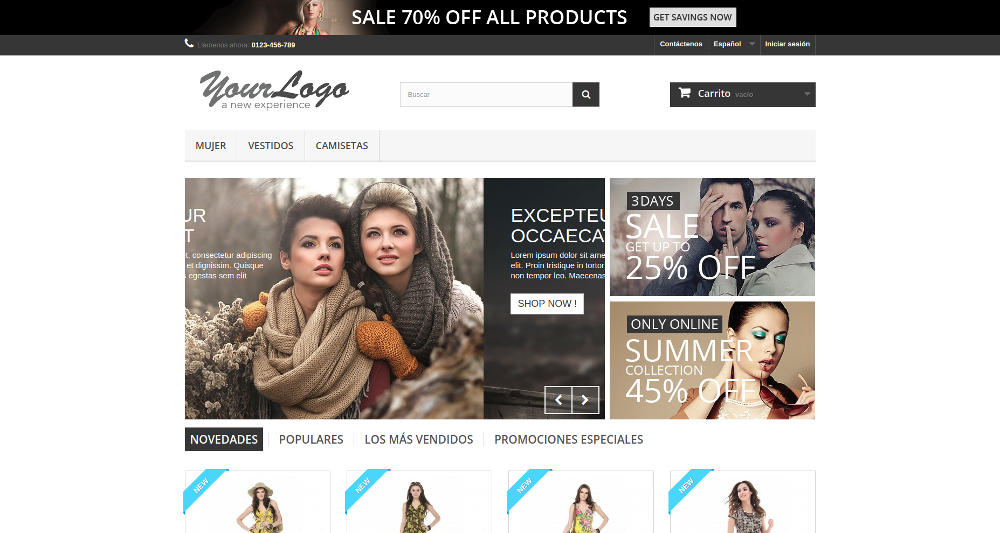 SALE 70% OFF ALL PRODUCTS
GET SAVINGS NOW
Llámenos ahora: 0123-456-789
Contáctenos
Español
Iniciar sesión
YourLogo
a new experience
Buscar
Carrito vacío
MUJER
VESTIDOS
CAMISETAS
UR
T
et, consectetur adipiscing
et dignissim. Quisque
s egestas sem elit
EXCEPTEU
OCCAECAT
Lorem ipsum dolor sit ame
elit. Proin tristique in tortor
non tempor leo. Maecenas
SHOP NOW !
3 DAYS
SALE
GET UP TO
25% OFF
ONLY ONLINE
SUMMER
COLLECTION
45% OFF
NOVEDADES
POPULARES
LOS MÁS VENDIDOS
PROMOCIONES ESPECIALES
NEW
NEW
NEW
NEW